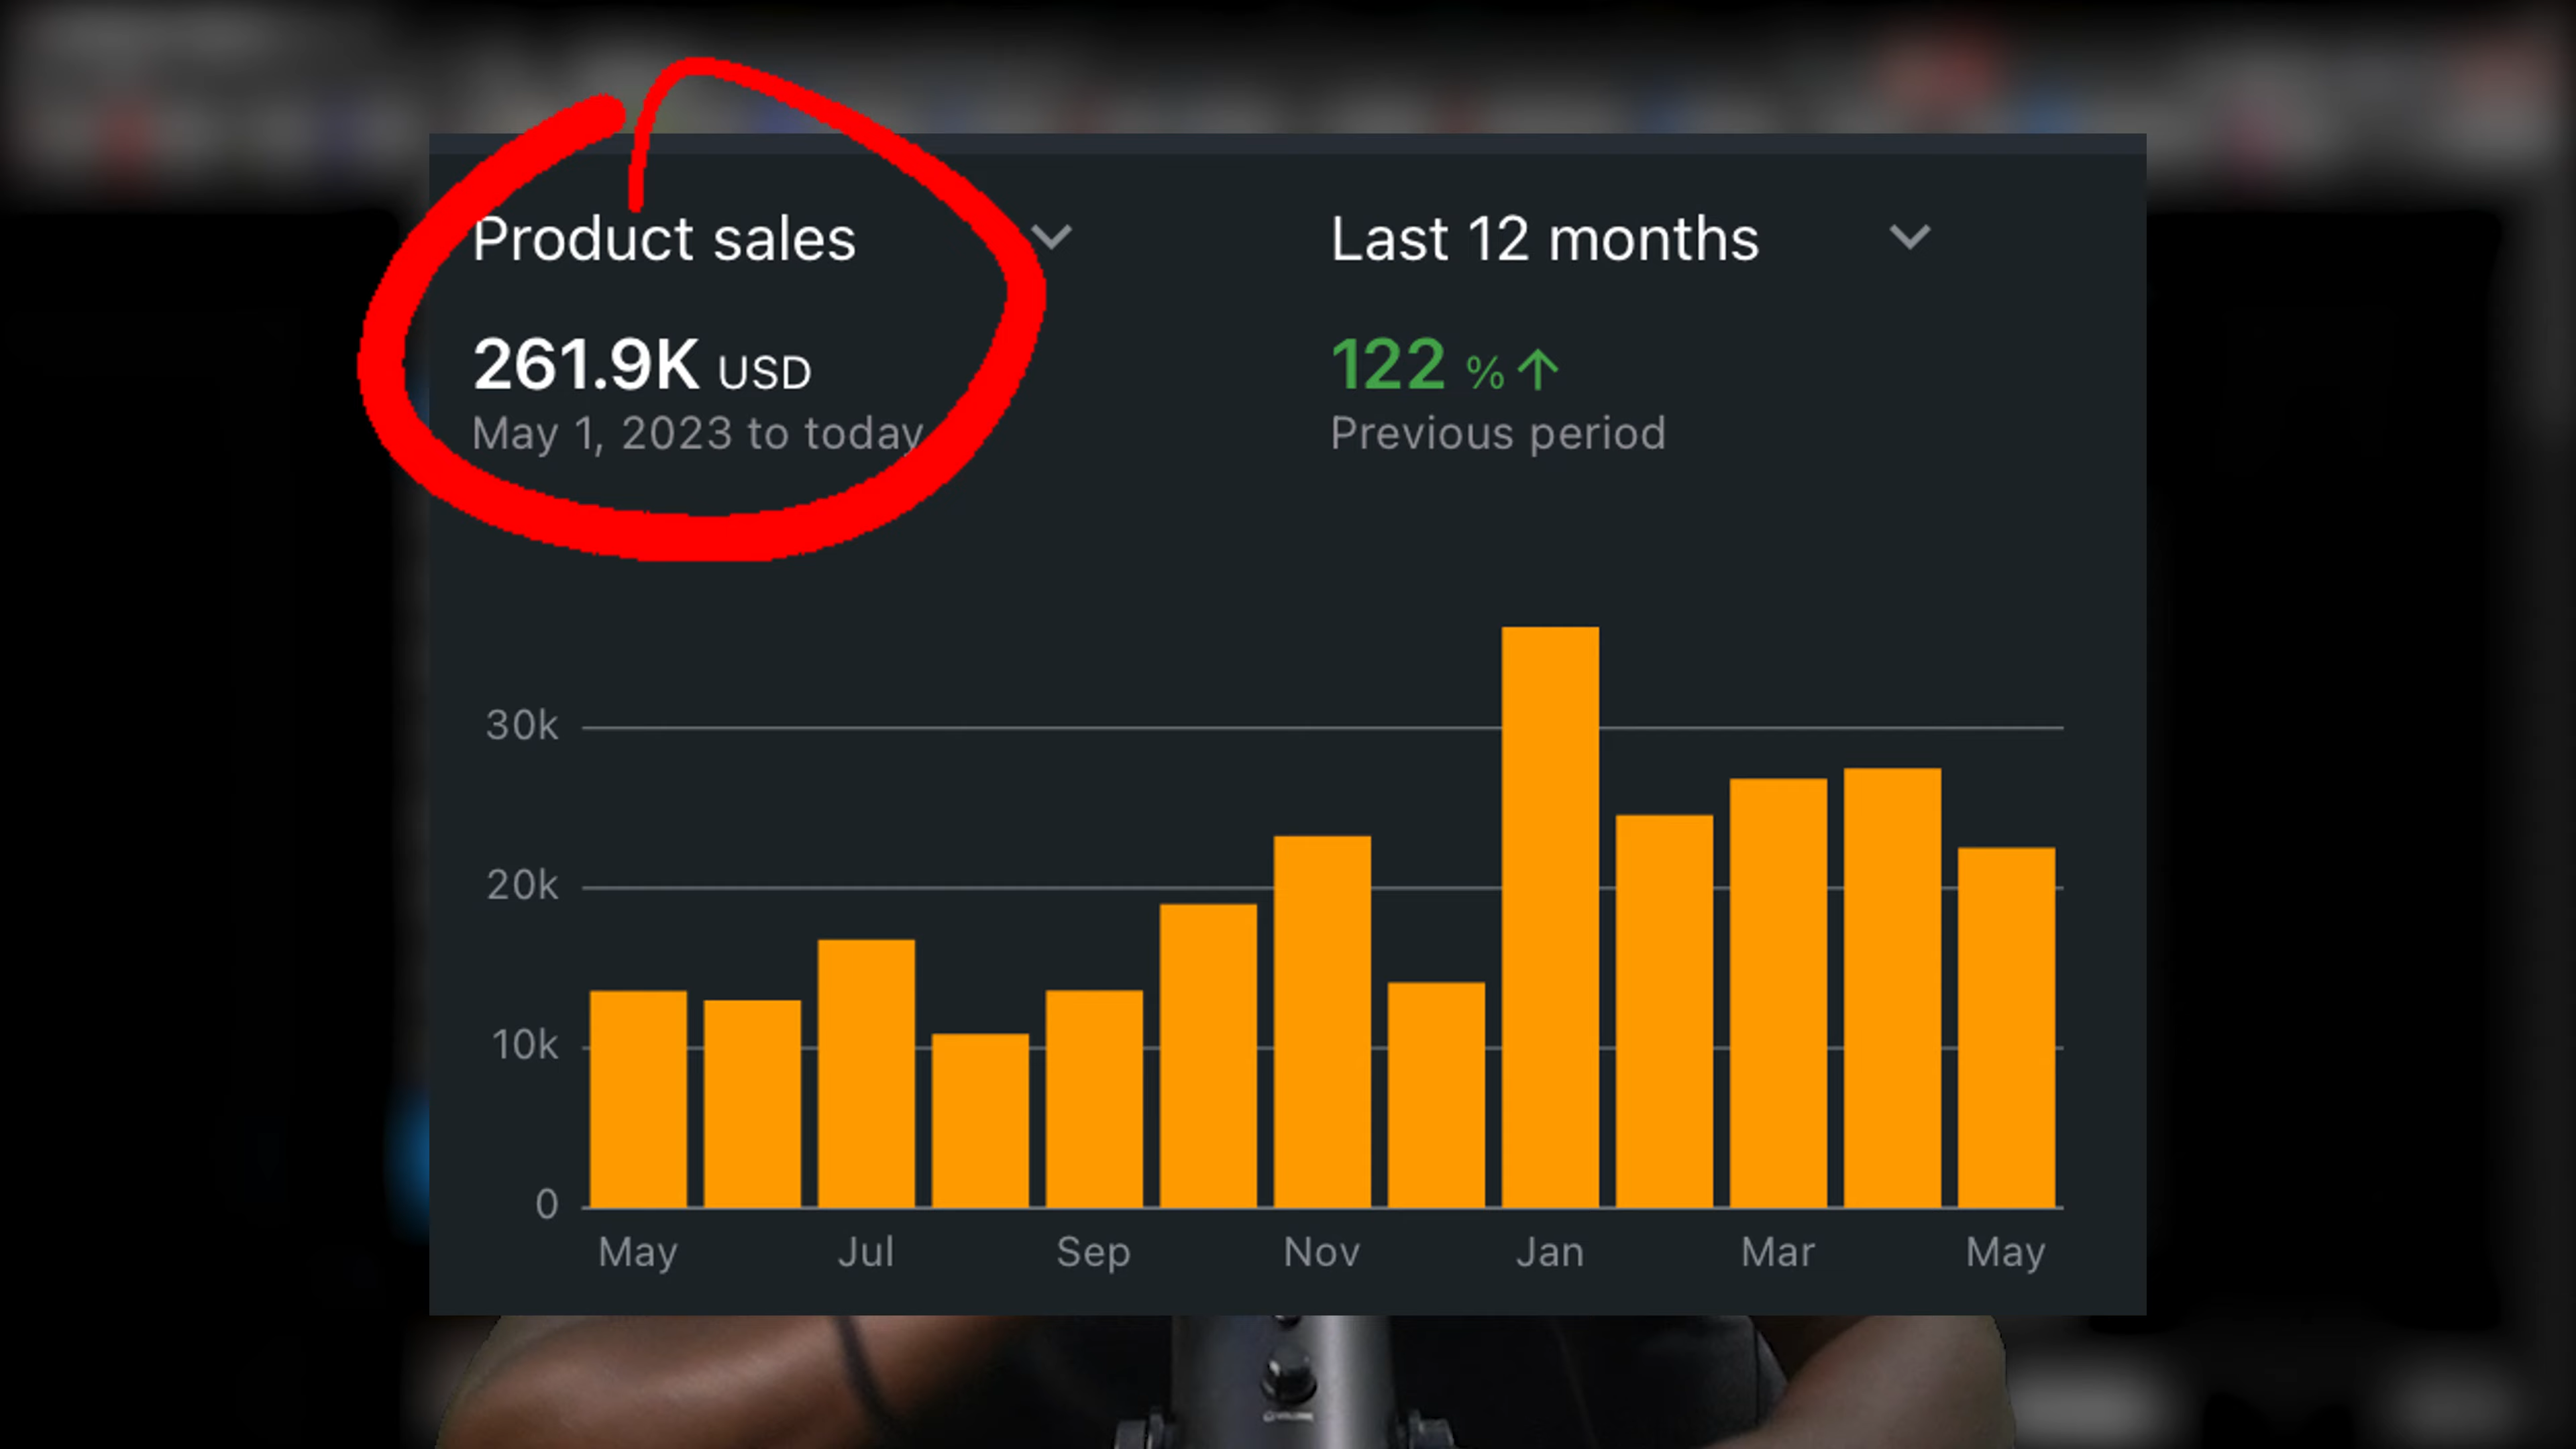 Product sales
Last 12 months
261.9K USD
122 % ↑
May 1, 2023 to today
Previous period
30k
20k
10k
0
May Jul Sep Nov Jan Mar May